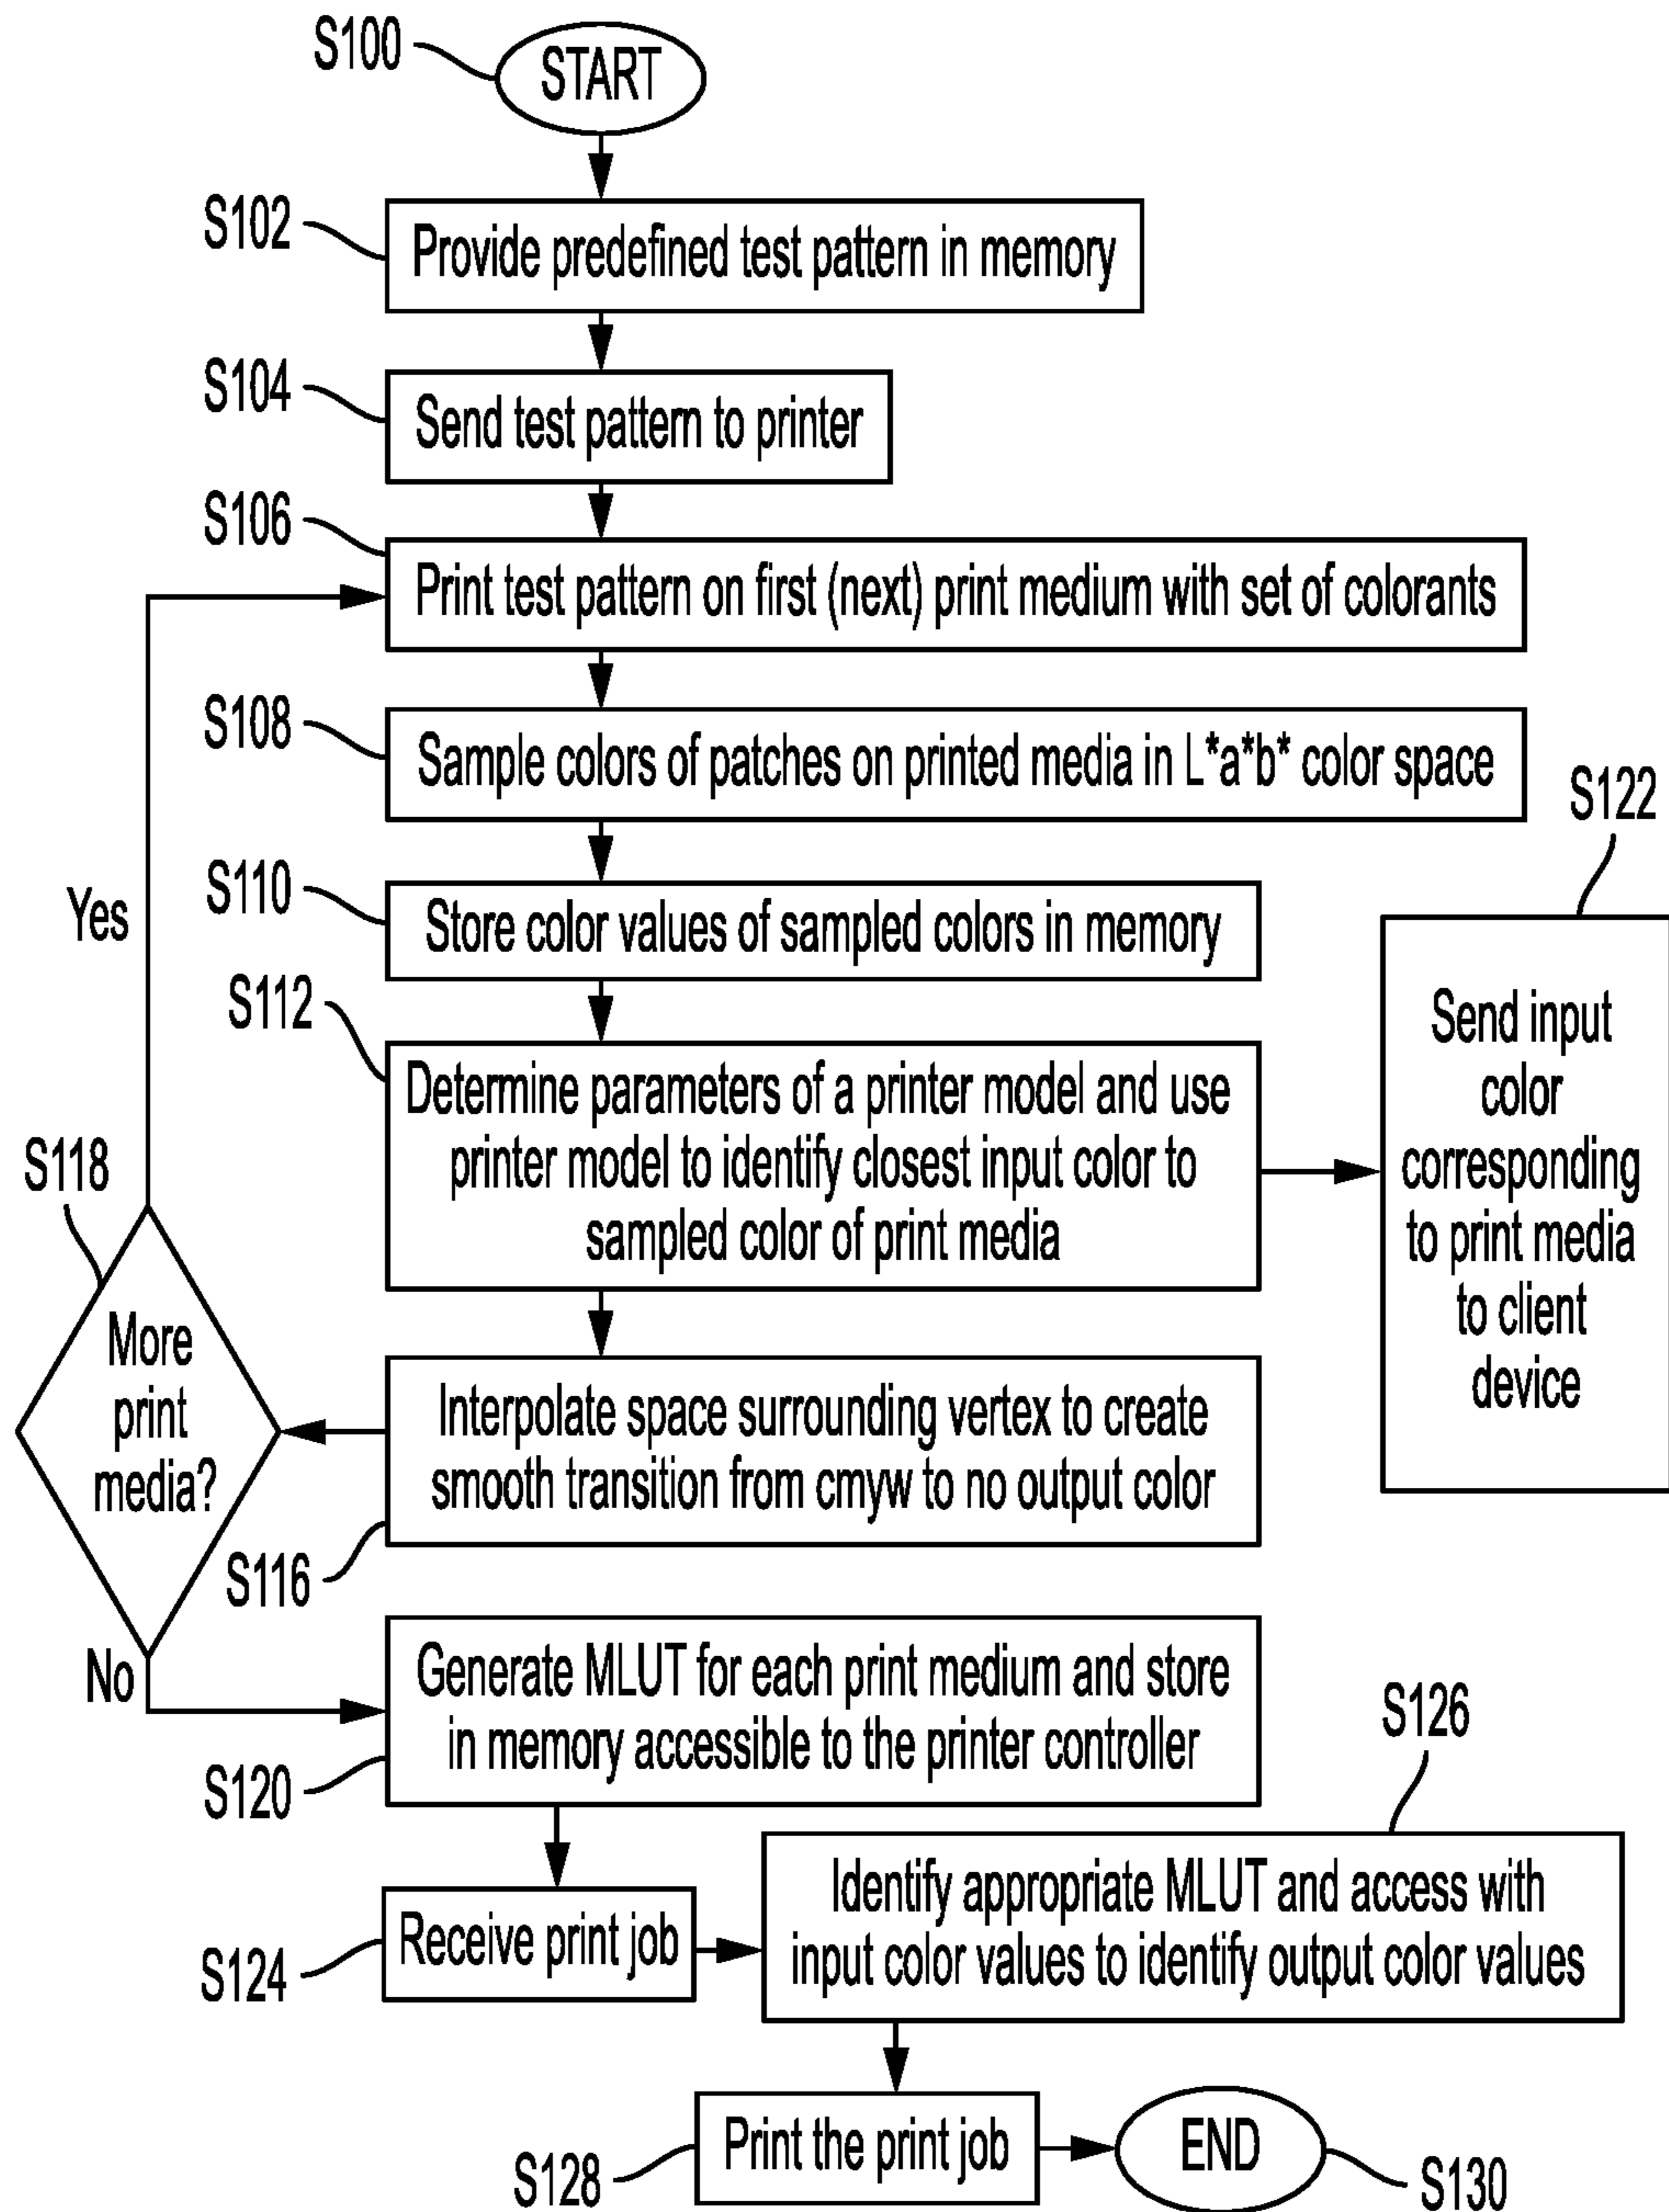 S100
START
S102
Provide predefined test pattern in memory
S104
Send test pattern to printer
S106
Print test pattern on first (next) print medium with set of colorants
S108
Sample colors of patches on printed media in L*a*b* color space
S122
S110
Store color values of sampled colors in memory
Yes
Send input
color
corresponding
to print media
to client
device
S112
Determine parameters of a printer model and use
printer model to identify closest input color to
sampled color of print media
S118
More
print
media?
Interpolate space surrounding vertex to create
smooth transition from cmyw to no output color
S116
No
Generate MLUT for each print medium and store
in memory accessible to the printer controller
S120
S126
Receive print job
S124
Identify appropriate MLUT and access with
input color values to identify output color values
Print the print job
S128
END
S130